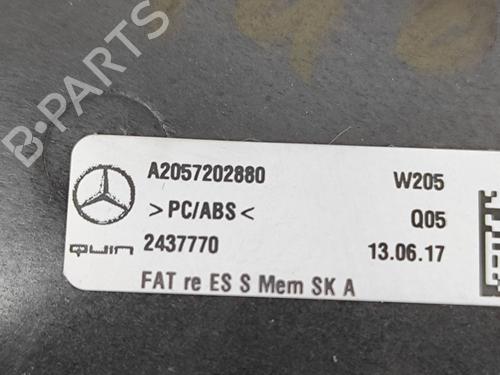 B-PARTS
A2057202880 W205
>PC/ABS< Q05
QUIN 2437770 13.06.17
FAT re ES S Mem SK A